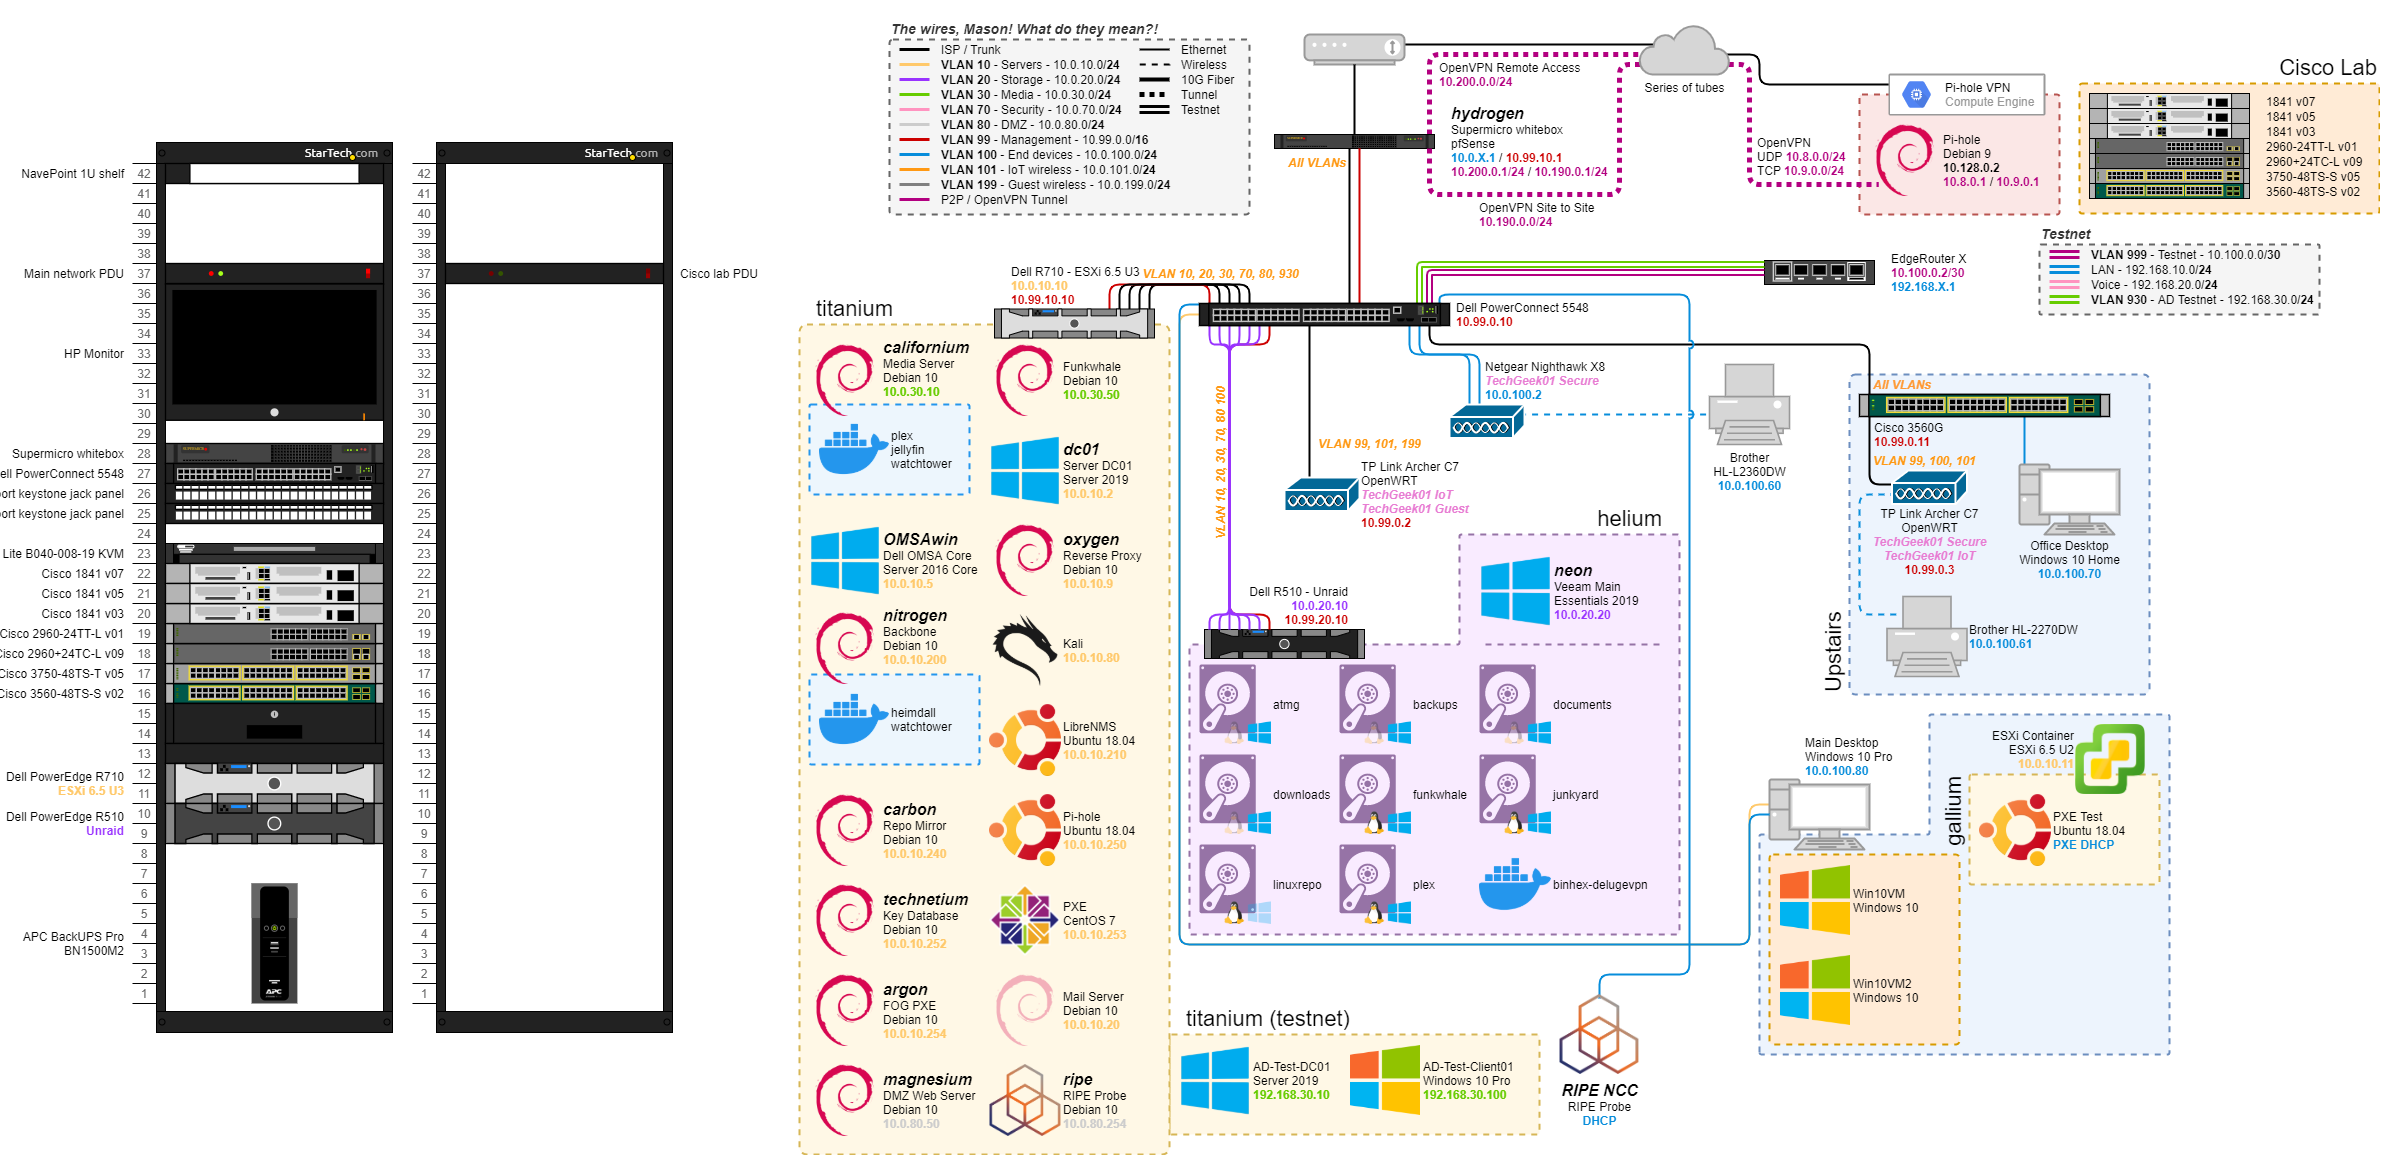 StarTech.com
42
NavePoint 1U shelf
41
40
39
38
37
Main network PDU
36
35
34
33
HP Monitor
32
31
30
29
28
Supermicro whitebox
27
ell PowerConnect 5548
26
ort keystone jack panel
25
ort keystone jack panel
24
23
Lite B040-008-19 KVM
22
Cisco 1841 v07
21
Cisco 1841 v05
20
Cisco 1841 v03
19
Cisco 2960-24TT-L v01
18
Cisco 2960+24TC-L v09
17
Cisco 3750-48TS-T v05
16
Cisco 3560-48TS-S v02
15
14
13
12
Dell PowerEdge R710
ESXi 6.5 U3
11
10
Dell PowerEdge R510
Unraid
9
8
7
6
5
4
APC BackUPS Pro
BN1500M2
3
2
1
APC
StarTech.com
42
41
40
39
38
37
Cisco lab PDU
36
35
34
33
32
31
30
29
28
27
26
25
24
23
22
21
20
19
18
17
16
15
14
13
12
11
10
9
8
7
6
5
4
3
2
1
The wires, Mason! What do they mean?!
ISP / Trunk
VLAN 10 - Servers - 10.0.10.0/24
VLAN 20 - Storage - 10.0.20.0/24
VLAN 30 - Media - 10.0.30.0/24
VLAN 70 - Security - 10.0.70.0/24
VLAN 80 - DMZ - 10.0.80.0/24
VLAN 99 - Management - 10.99.0.0/16
VLAN 100 - End devices - 10.0.100.0/24
VLAN 101 - IoT wireless - 10.0.101.0/24
VLAN 199 - Guest wireless - 10.0.199.0/24
P2P / OpenVPN Tunnel
Ethernet
Wireless
10G Fiber
Tunnel
Testnet
OpenVPN Remote Access
10.200.0.0/24
hydrogen
Supermicro whitebox
pfSense
10.0.X.1 / 10.99.10.1
10.200.0.1/24 / 10.190.0.1/24
OpenVPN Site to Site
10.190.0.0/24
All VLANs
Series of tubes
OpenVPN
UDP 10.8.0.0/24
TCP 10.9.0.0/24
Pi-hole VPN
Compute Engine
Pi-hole
Debian 9
10.128.0.2
10.8.0.1 / 10.9.0.1
Cisco Lab
1841 v07
1841 v05
1841 v03
2960-24TT-L v01
2960+24TC-L v09
3750-48TS-S v05
3560-48TS-S v02
Testnet
VLAN 999 - Testnet - 10.100.0.0/30
LAN - 192.168.10.0/24
Voice - 192.168.20.0/24
VLAN 930 - AD Testnet - 192.168.30.0/24
EdgeRouter X
10.100.0.2/30
192.168.X.1
Dell R710 - ESXi 6.5 U3
10.0.10.10
10.99.10.10
VLAN 10, 20, 30, 70, 80, 930
Dell PowerConnect 5548
10.99.0.10
titanium
californium
Media Server
Debian 10
10.0.30.10
plex
jellyfin
watchtower
Funkwhale
Debian 10
10.0.30.50
dc01
Server DC01
Server 2019
10.0.10.2
OMSAwin
Dell OMSA Core
Server 2016 Core
10.0.10.5
oxygen
Reverse Proxy
Debian 10
10.0.10.9
nitrogen
Backbone
Debian 10
10.0.10.200
heimdall
watchtower
Kali
10.0.10.80
LibreNMS
Ubuntu 18.04
10.0.10.210
carbon
Repo Mirror
Debian 10
10.0.10.240
Pi-hole
Ubuntu 18.04
10.0.10.250
technetium
Key Database
Debian 10
10.0.10.252
PXE
CentOS 7
10.0.10.253
argon
FOG PXE
Debian 10
10.0.10.254
Mail Server
Debian 10
10.0.10.20
magnesium
DMZ Web Server
Debian 10
10.0.80.50
ripe
RIPE Probe
Debian 10
10.0.80.254
VLAN 10, 20, 30, 70, 80 100
VLAN 99, 101, 199
TP Link Archer C7
OpenWRT
TechGeek01 IoT
TechGeek01 Guest
10.99.0.2
Netgear Nighthawk X8
TechGeek01 Secure
10.0.100.2
Brother
HL-L2360DW
10.0.100.60
Dell R510 - Unraid
10.0.20.10
10.99.20.10
helium
neon
Veeam Main
Essentials 2019
10.0.20.20
atmg
backups
documents
downloads
funkwhale
junkyard
linuxrepo
plex
binhex-delugevpn
titanium (testnet)
AD-Test-DC01
Server 2019
192.168.30.10
AD-Test-Client01
Windows 10 Pro
192.168.30.100
RIPE NCC
RIPE Probe
DHCP
Upstairs
All VLANs
Cisco 3560G
10.99.0.11
VLAN 99, 100, 101
TP Link Archer C7
OpenWRT
TechGeek01 Secure
TechGeek01 IoT
10.99.0.3
Office Desktop
Windows 10 Home
10.0.100.70
Brother HL-2270DW
10.0.100.61
Main Desktop
Windows 10 Pro
10.0.100.80
gallium
ESXi Container
ESXi 6.5 U2
10.0.10.11
PXE Test
Ubuntu 18.04
PXE DHCP
Win10VM
Windows 10
Win10VM2
Windows 10